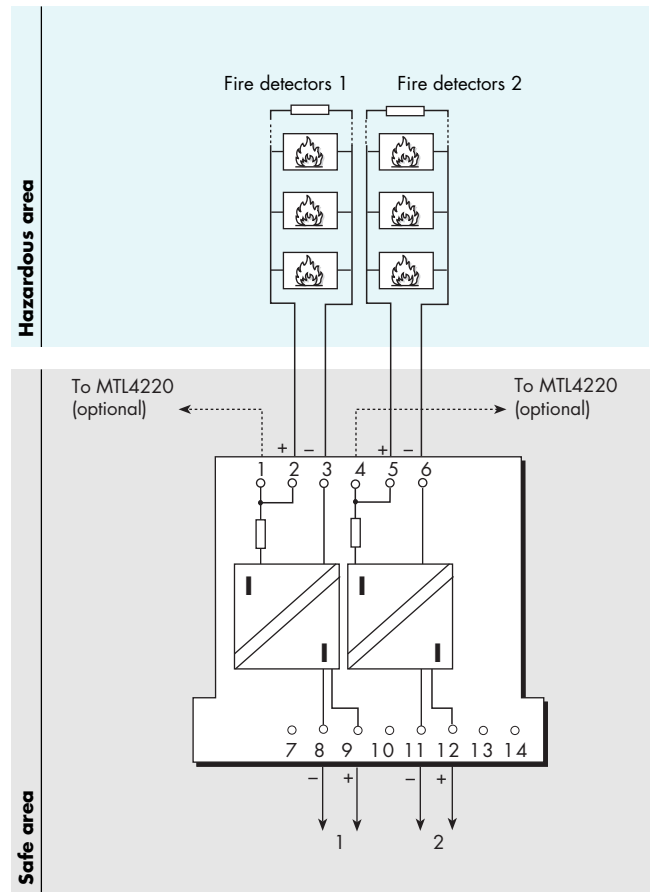 Hazardous area
Fire detectors 1 Fire detectors 2
To MTL4220
(optional)
To MTL4220
(optional)
+ – + –
1 2 3 4 5 6
I I
I I
7 8 9 10 11 12 13 14
– + – +
1 2
Safe area